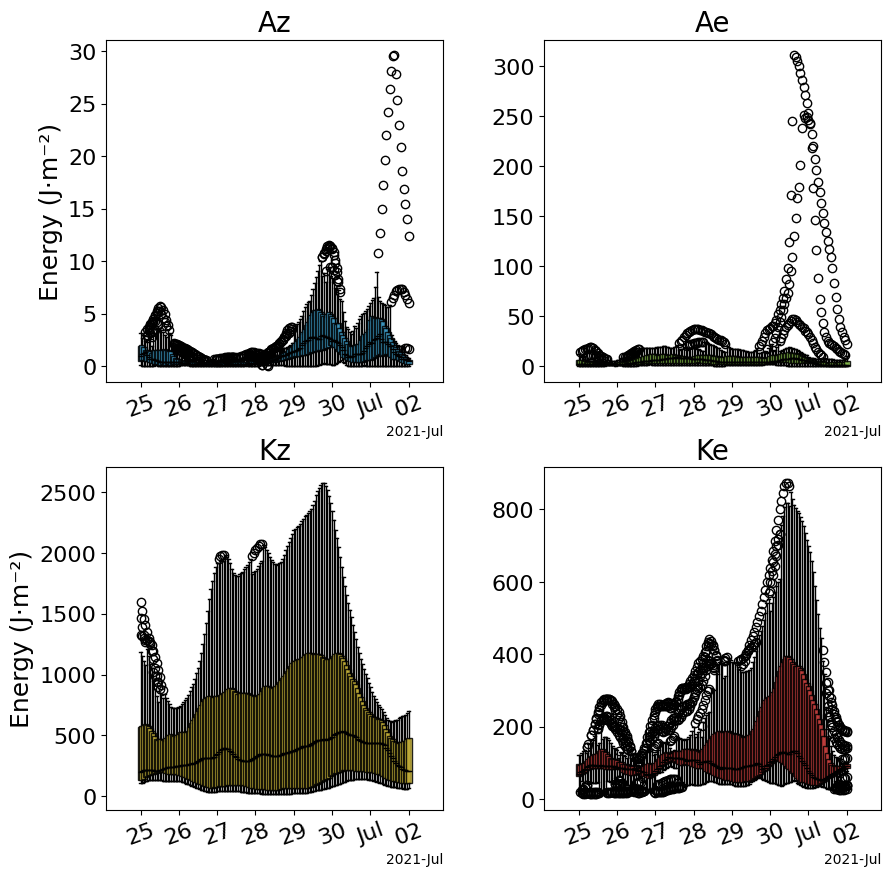 Az
Energy (J·m⁻²)
30
25
20
15
10
5
0
25 26 27 28 29 30 Jul 02
2021-Jul
Ae
300
250
200
150
100
50
0
25 26 27 28 29 30 Jul 02
2021-Jul
Kz
Energy (J·m⁻²)
2500
2000
1500
1000
500
0
25 26 27 28 29 30 Jul 02
2021-Jul
Ke
800
600
400
200
0
25 26 27 28 29 30 Jul 02
2021-Jul